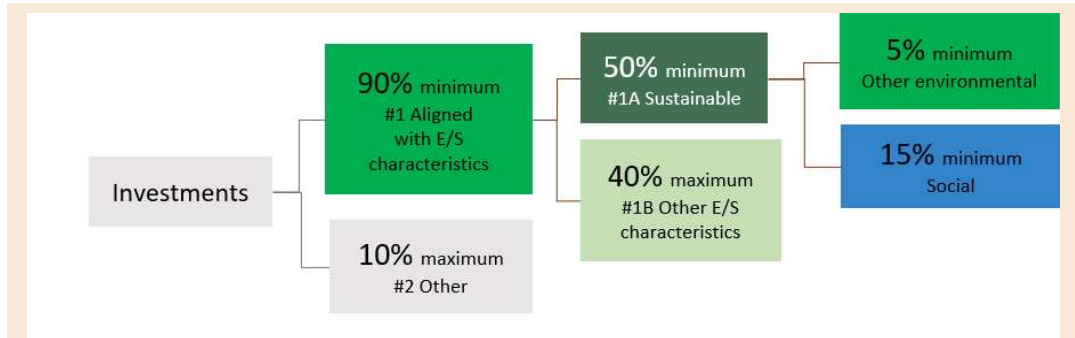 Investments
90% minimum
#1 Aligned
with E/S
characteristics
10% maximum
#2 Other
50% minimum
#1A Sustainable
40% maximum
#1B Other E/S
characteristics
5% minimum
Other environmental
15% minimum
Social